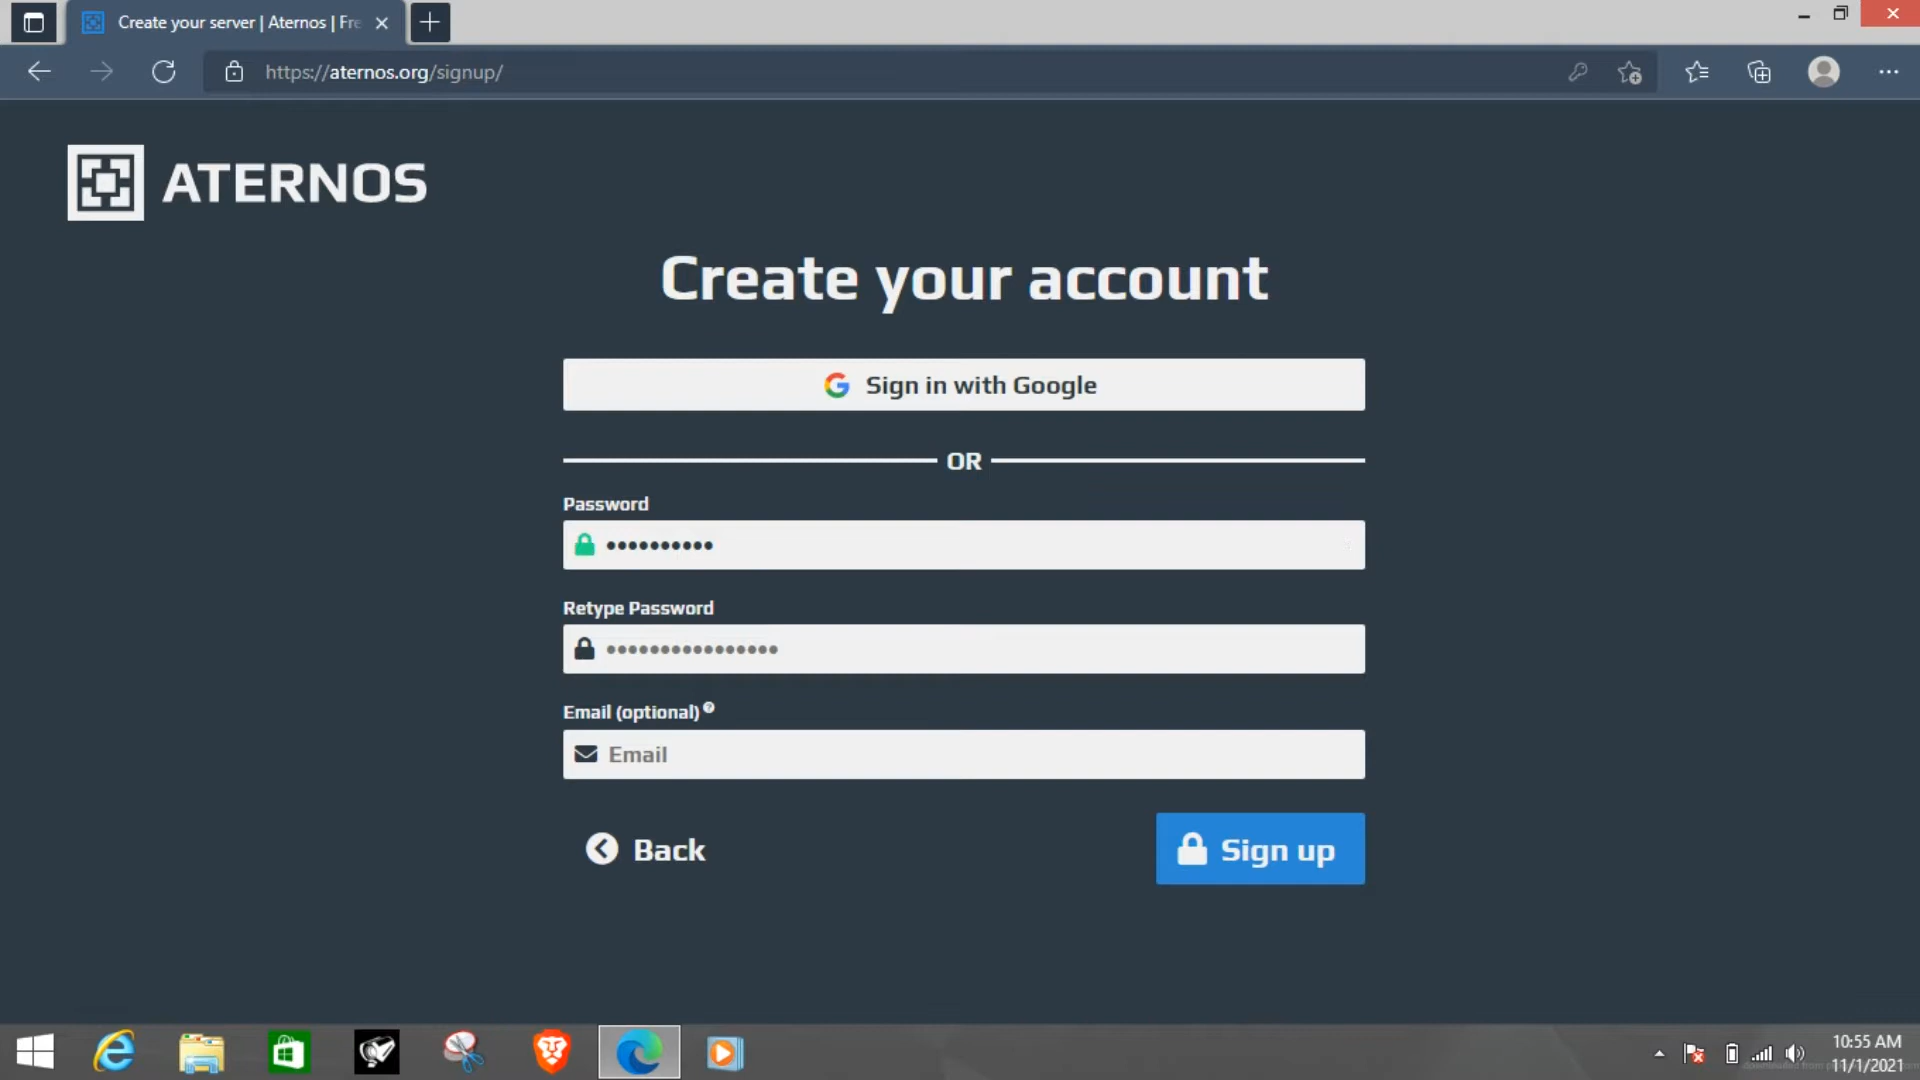 Create your server | Aternos | Fre
https://aternos.org/signup/
ATERNOS
Create your account
Sign in with Google
OR
Password
••••••••••
Retype Password
••••••••••••••••
Email (optional)
Email
Back
Sign up
10:55 AM
11/1/2021